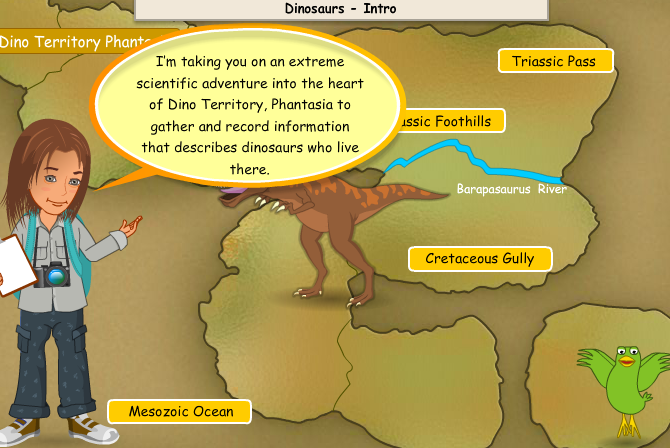 Dinosaurs - Intro
Dino Territory
I'm taking you on an extreme
scientific adventure into the heart
of Dino Territory, Phantasia to
gather and record information
that describes dinosaurs who live
there.
Triassic Pass
Foothills
Barapasaurus River
Cretaceous Gully
Mesozoic Ocean